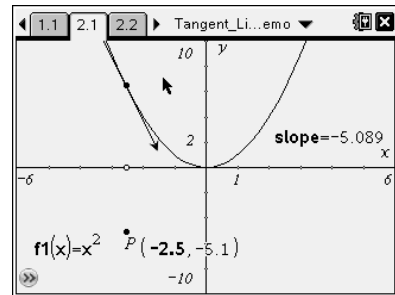 1.1 2.1 2.2 Tangent_Li...emo
10 y
2
slope=-5.089
x
-6 1 6
f1(x)=x² P (-2.5, -5.1)
-10